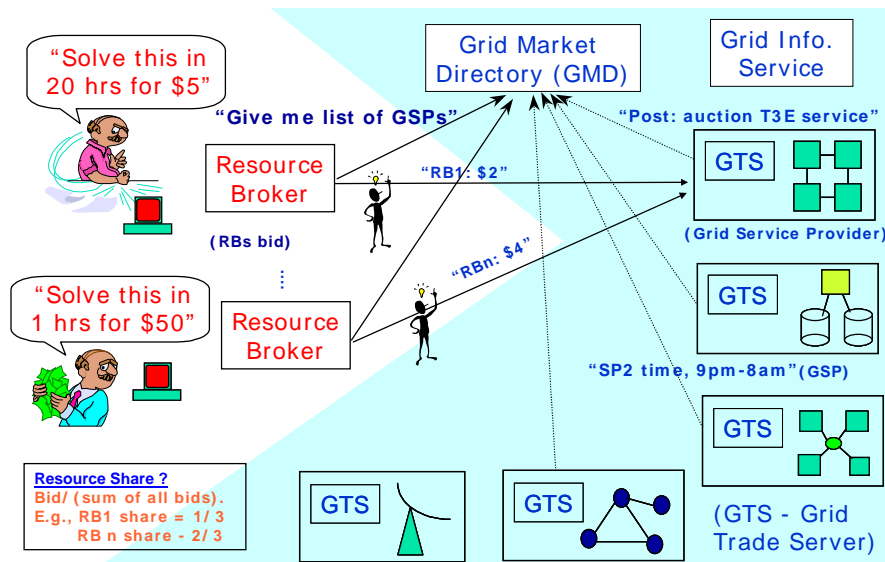 “Solve this in
20 hrs for $5”
Grid Market
Directory (GMD)
Grid Info.
Service
“Give me list of GSPs”
“Post: auction T3E service”
Resource
Broker
“RB1: $2”
GTS
(RBs bid)
(Grid Service Provider)
“RBn: $4”
“Solve this in
1 hrs for $50”
Resource
Broker
GTS
“SP2 time, 9pm-8am”(GSP)
GTS
Resource Share ?
Bid/ (sum of all bids).
E.g., RB1 share = 1/3
RB n share - 2/3
GTS
GTS
(GTS - Grid
Trade Server)